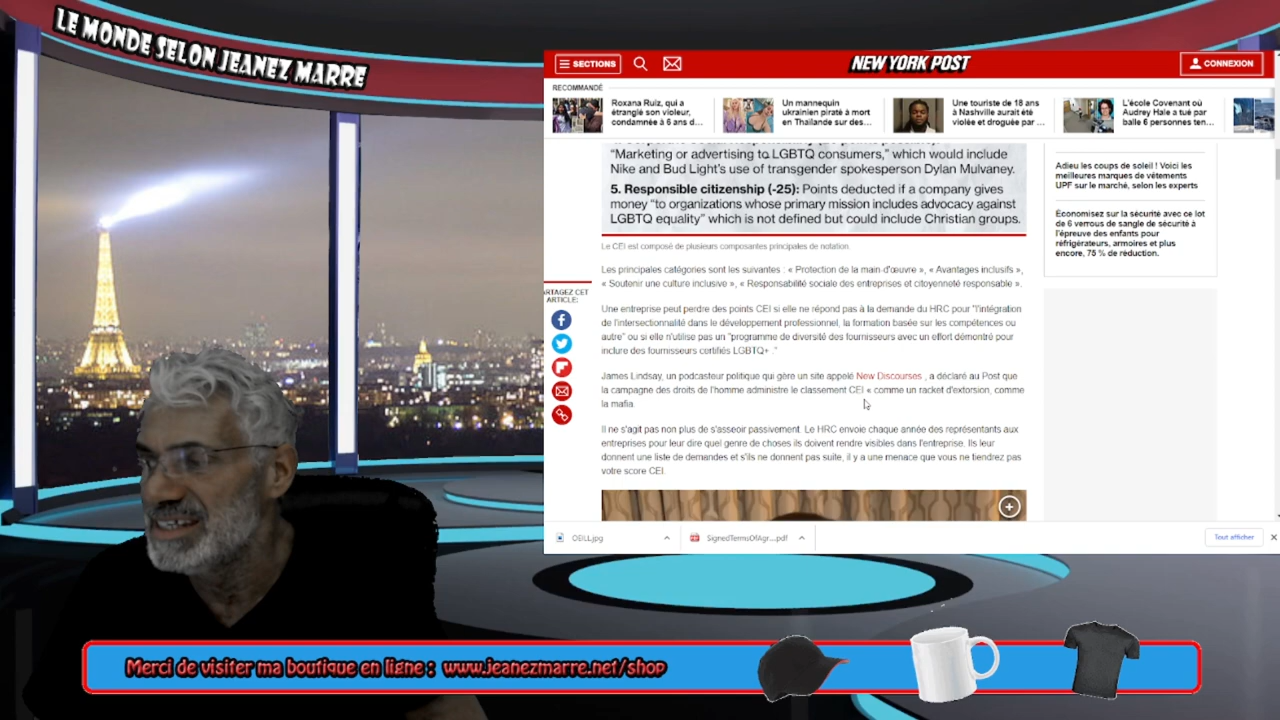 LE MONDE SELON JEANEZ MARRE
SECTIONS
NEW YORK POST
CONNEXION
RECOMMANDÉ
Roxana Ruiz, qui a
étranglé son violeur,
condamnée à 6 ans d...
Un mannequin
ukrainien piraté à mort
en Thaïlande sur des...
Une touriste de 18 ans
à Nashville aurait été
violée et droguée par ...
L'école Covenant où
Audrey Hale a tué par
balle 6 personnes ten...
"Marketing or advertising to LGBTQ consumers," which would include
Nike and Bud Light's use of transgender spokesperson Dylan Mulvaney.
5. Responsible citizenship (-25): Points deducted if a company gives
money "to organizations whose primary mission includes advocacy against
LGBTQ equality" which is not defined but could include Christian groups.
Le CEI est composé de plusieurs composantes principales de notation.
Les principales catégories sont les suivantes : « Protection de la main-d'œuvre », « Avantages inclusifs »,
« Soutenir une culture inclusive », « Responsabilité sociale des entreprises et citoyenneté responsable ».
Une entreprise peut perdre des points CEI si elle ne répond pas à la demande du HRC pour "l'intégration
de l'intersectionnalité dans le développement professionnel, la formation basée sur les compétences ou
autre" ou si elle n'utilise pas un "programme de diversité des fournisseurs avec un effort démontré pour
inclure des fournisseurs certifiés LGBTQ+ ."
James Lindsay, un podcasteur politique qui gère un site appelé New Discourses , a déclaré au Post que
la campagne des droits de l'homme administre le classement CEI « comme un racket d'extorsion, comme
la mafia.
Il ne s'agit pas non plus de s'asseoir passivement. Le HRC envoie chaque année des représentants aux
entreprises pour leur dire quel genre de choses ils doivent rendre visibles dans l'entreprise. Ils leur
donnent une liste de demandes et s'ils ne donnent pas suite, il y a une menace que vous ne tiendrez pas
votre score CEI.
ARTAGEZ CET
ARTICLE:
Adieu les coups de soleil ! Voici les
meilleures marques de vêtements
UPF sur le marché, selon les experts
Économisez sur la sécurité avec ce lot
de 6 verrous de sangle de sécurité à
l'épreuve des enfants pour
réfrigérateurs, armoires et plus
encore, 75 % de réduction.
OEILL.jpg
SignedTermsOfAgr....pdf
Tout afficher
Merci de visiter ma boutique en ligne : www.jeanezmarre.net/shop